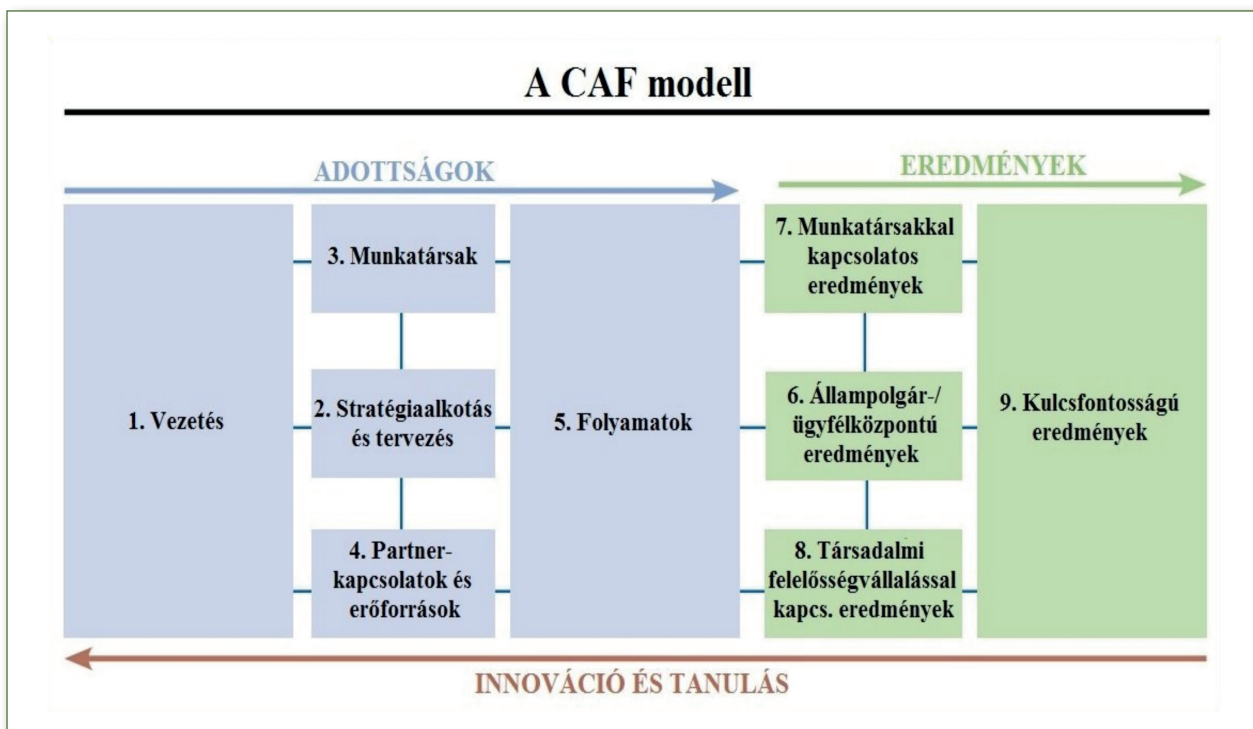 A CAF modell
ADOTTSÁGOK
EREDMÉNYEK
1. Vezetés
3. Munkatársak
2. Stratégiaalkotás
és tervezés
4. Partner-
kapcsolatok és
erőforrások
5. Folyamatok
7. Munkatársakkal
kapcsolatos
eredmények
6. Állampolgár-/
ügyfélközpontú
eredmények
8. Társadalmi
felelősségvállalással
kapcs. eredmények
9. Kulcsfontosságú
eredmények
INNOVÁCIÓ ÉS TANULÁS